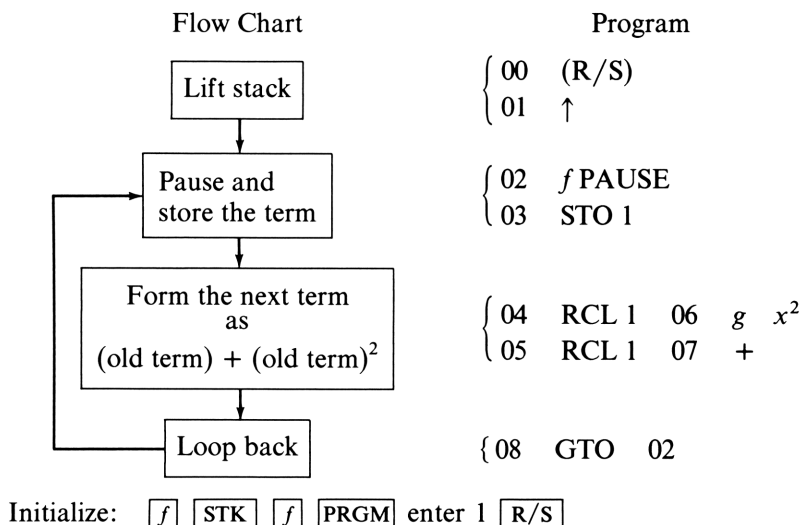 Flow Chart Program
Lift stack
00 (R/S)
01 ↑
Pause and
store the term
02 f PAUSE
03 STO 1
Form the next term
as
(old term) + (old term)²
04 RCL 1 06 g x²
05 RCL 1 07 +
Loop back
08 GTO 02
Initialize: f STK f PRGM enter 1 R/S